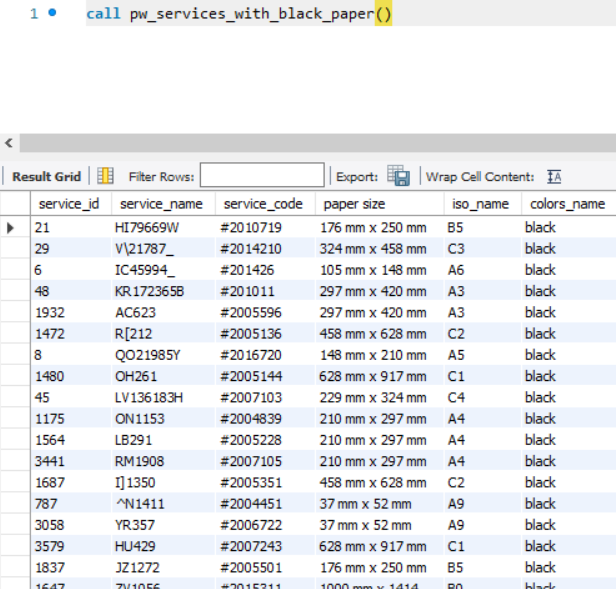 1 call pw_services_with_black_paper()
Result Grid Filter Rows: Export: Wrap Cell Content: IA
service_id service_name service_code paper size iso_name colors_name
21 HI79669W #2010719 176 mm x 250 mm B5 black
29 V\21787_ #2014210 324 mm x 458 mm C3 black
6 IC45994_ #201426 105 mm x 148 mm A6 black
48 KR172365B #201011 297 mm x 420 mm A3 black
1932 AC623 #2005596 297 mm x 420 mm A3 black
1472 R[212 #2005136 458 mm x 628 mm C2 black
8 QO21985Y #2016720 148 mm x 210 mm A5 black
1480 OH261 #2005144 628 mm x 917 mm C1 black
45 LV136183H #2007103 229 mm x 324 mm C4 black
1175 ON1153 #2004839 210 mm x 297 mm A4 black
1564 LB291 #2005228 210 mm x 297 mm A4 black
3441 RM1908 #2007105 210 mm x 297 mm A4 black
1687 I]1350 #2005351 458 mm x 628 mm C2 black
787 ^N1411 #2004451 37 mm x 52 mm A9 black
3058 YR357 #2006722 37 mm x 52 mm A9 black
3579 HU429 #2007243 628 mm x 917 mm C1 black
1837 JZ1272 #2005501 176 mm x 250 mm B5 black
1647 ZV1056 #2015311 1000 mm x 1414 B0 black